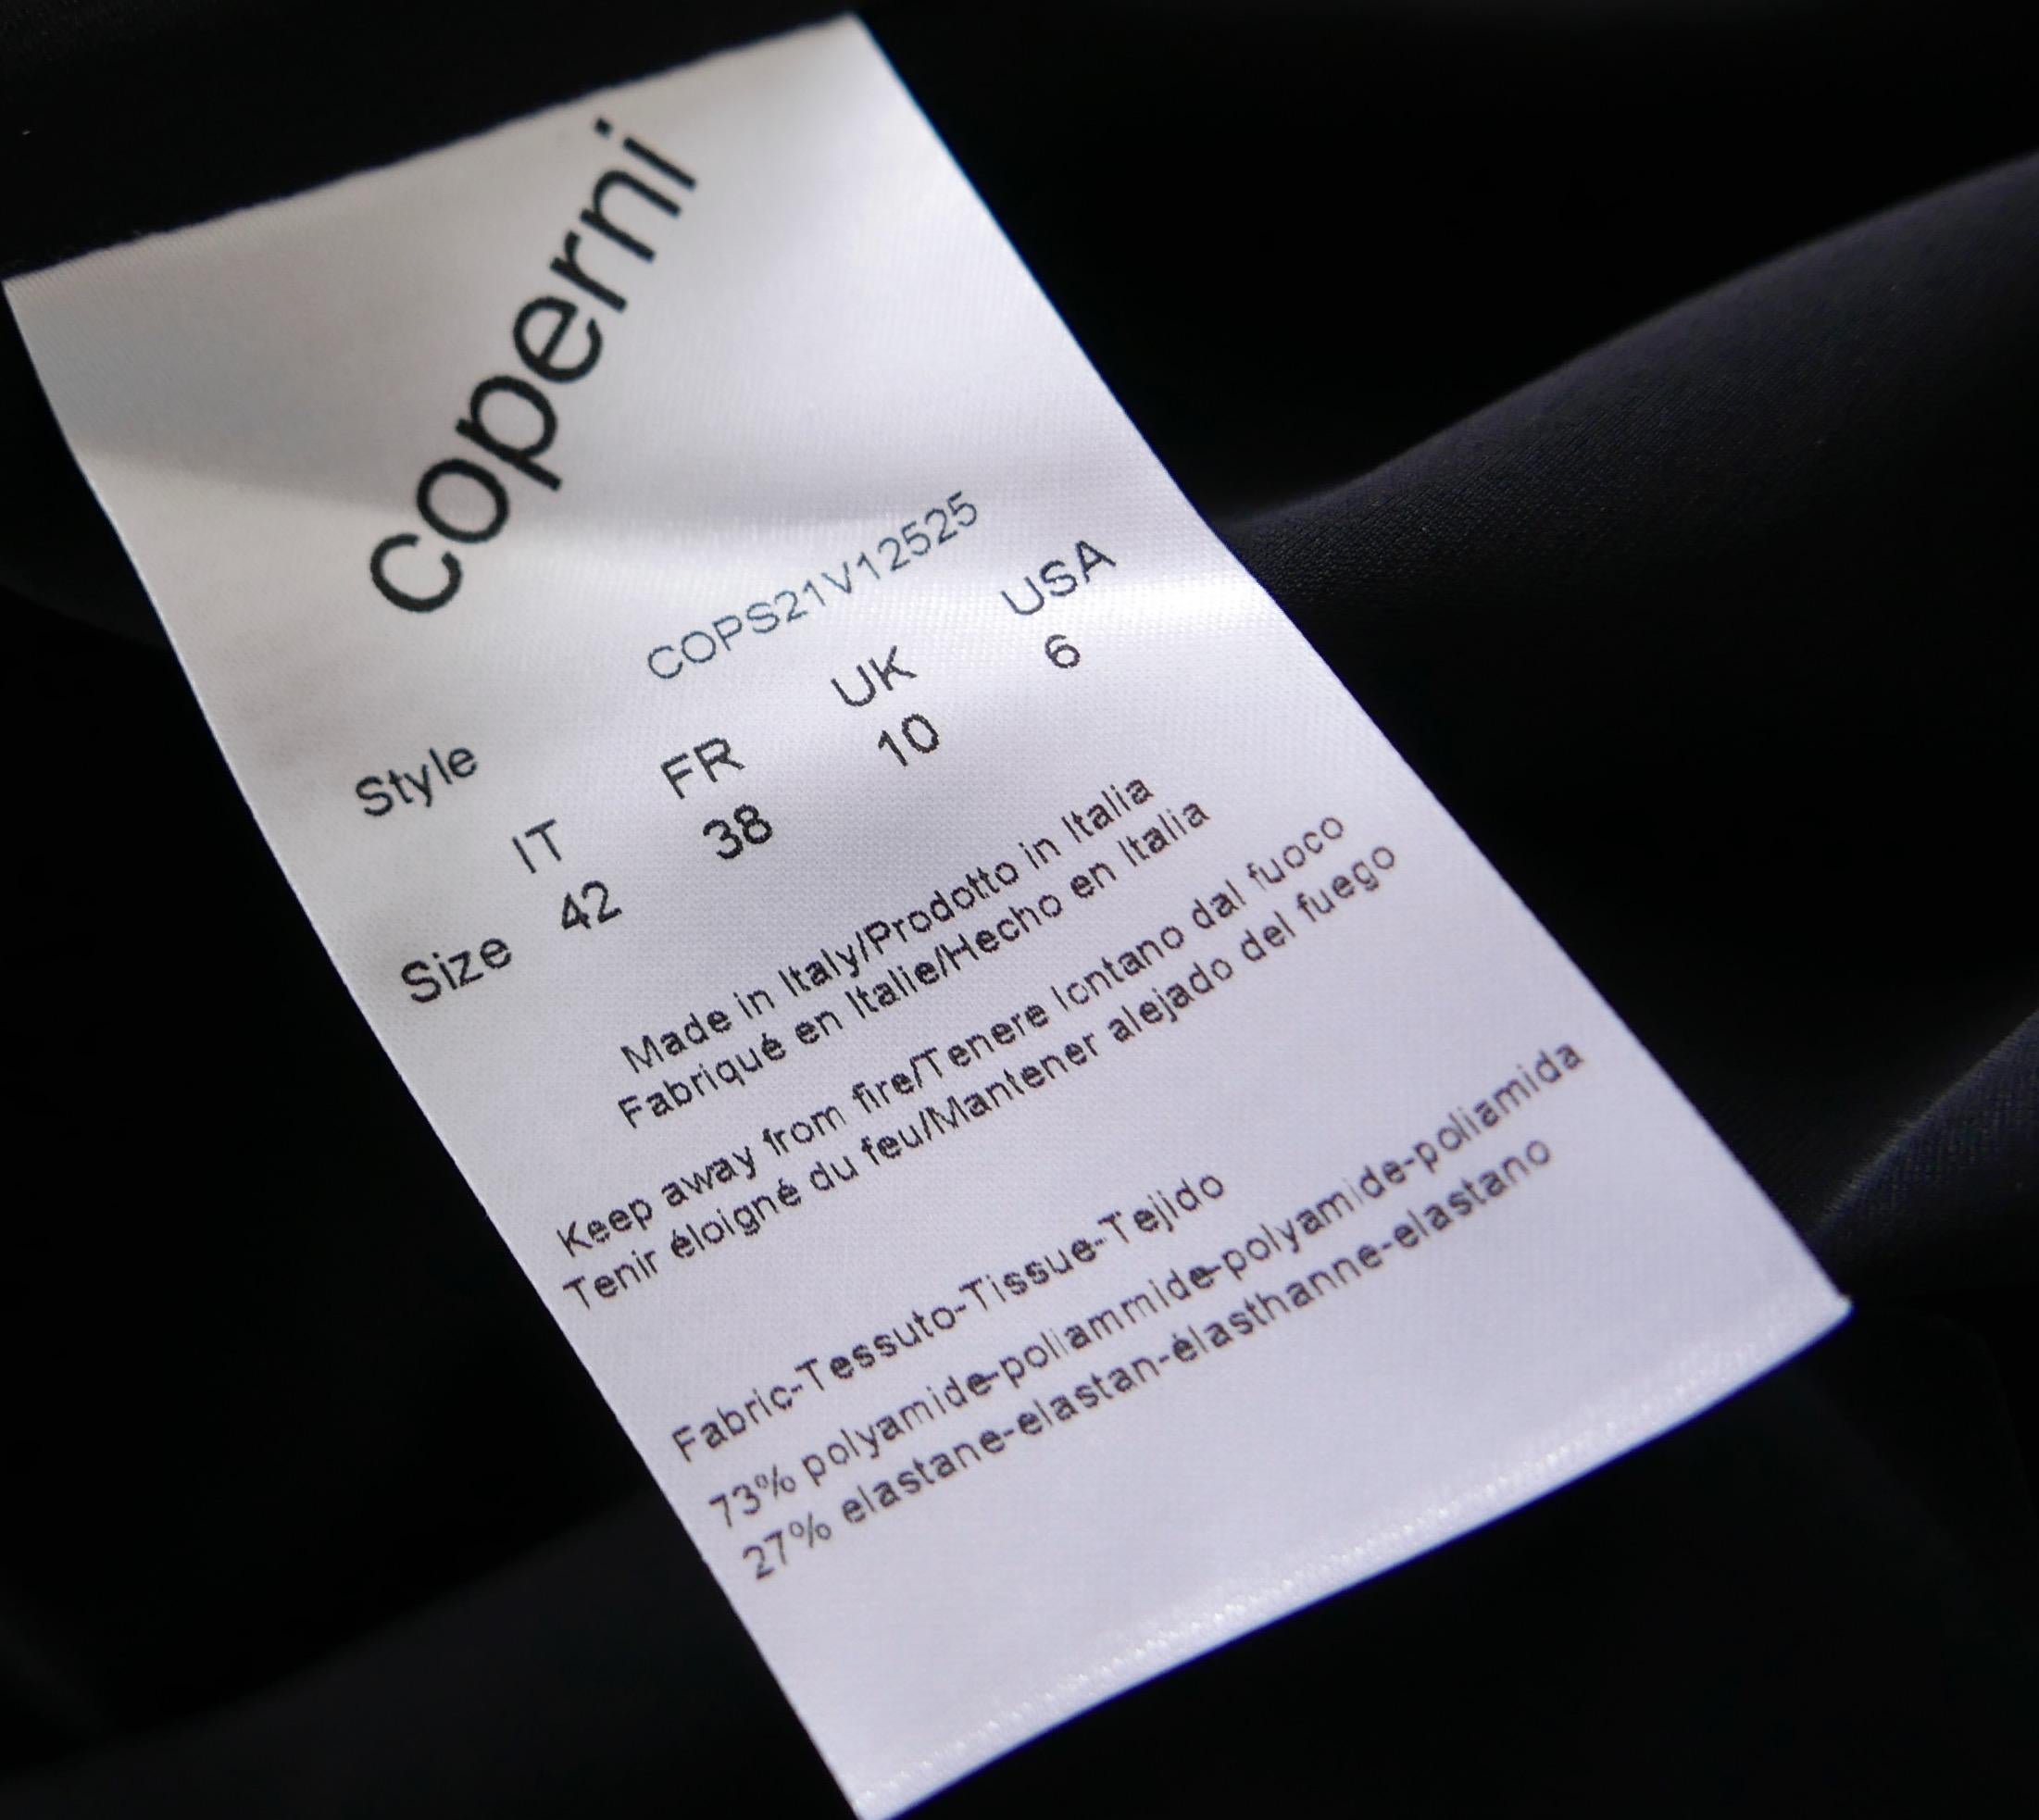 coperni
Style COPS21V12525
IT FR UK USA
Size 42 38 10 6
Made in Italy/Prodotto in Italia
Fabriqué en Italie/Hecho en Italia
Keep away from fire/Tenere lontano dal fuoco
Tenir éloigné du feu/Mantener alejado del fuego
Fabric-Tessuto-Tissue-Tejido
73% polyamide-poliammide-polyamide-poliamida
27% elastane-elastan-élasthanne-elastano